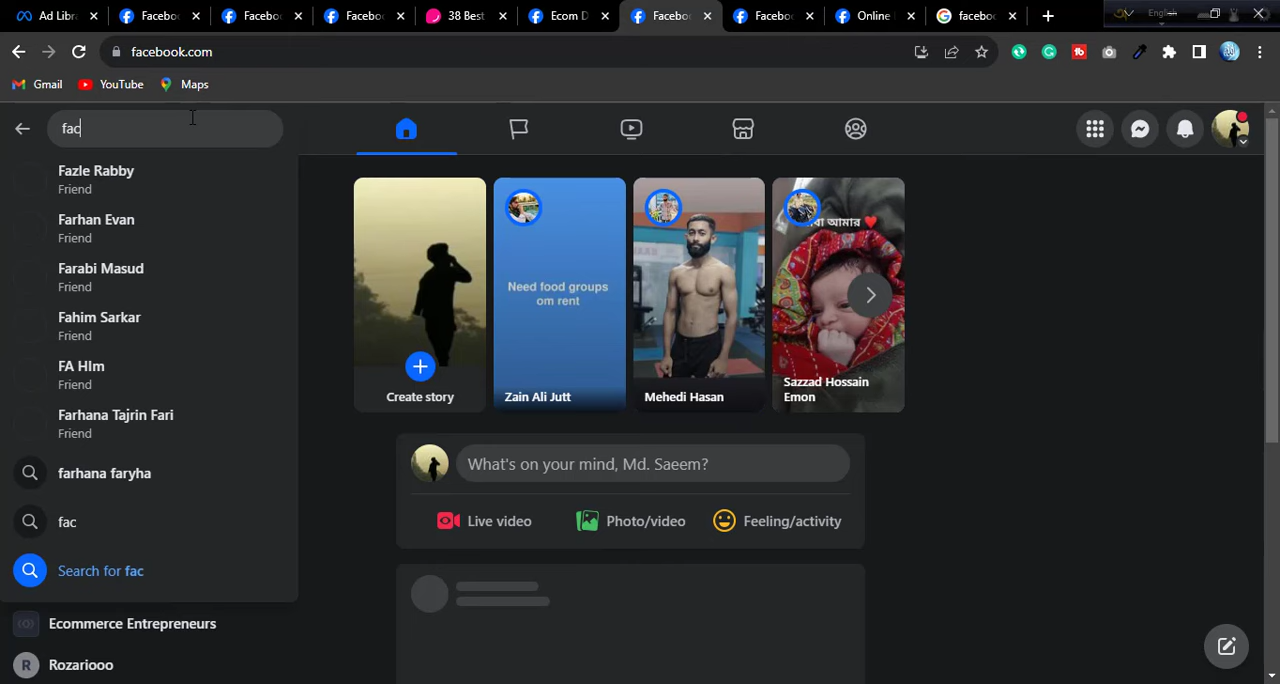 Ad Libra
Facebo
Facebo
Facebo
38 Best
Ecom D
Facebo
Facebo
Online
facebo
English
facebook.com
Gmail
YouTube
Maps
fac
Fazle Rabby
Friend
Farhan Evan
Friend
Farabi Masud
Friend
Fahim Sarkar
Friend
FA HIm
Friend
Farhana Tajrin Fari
Friend
farhana faryha
fac
Search for fac
Ecommerce Entrepreneurs
R
Rozariooo
Create story
Need food groups
om rent
Zain Ali Jutt
Mehedi Hasan
বা আমার ❤️
Sazzad Hossain
Emon
What's on your mind, Md. Saeem?
Live video
Photo/video
Feeling/activity